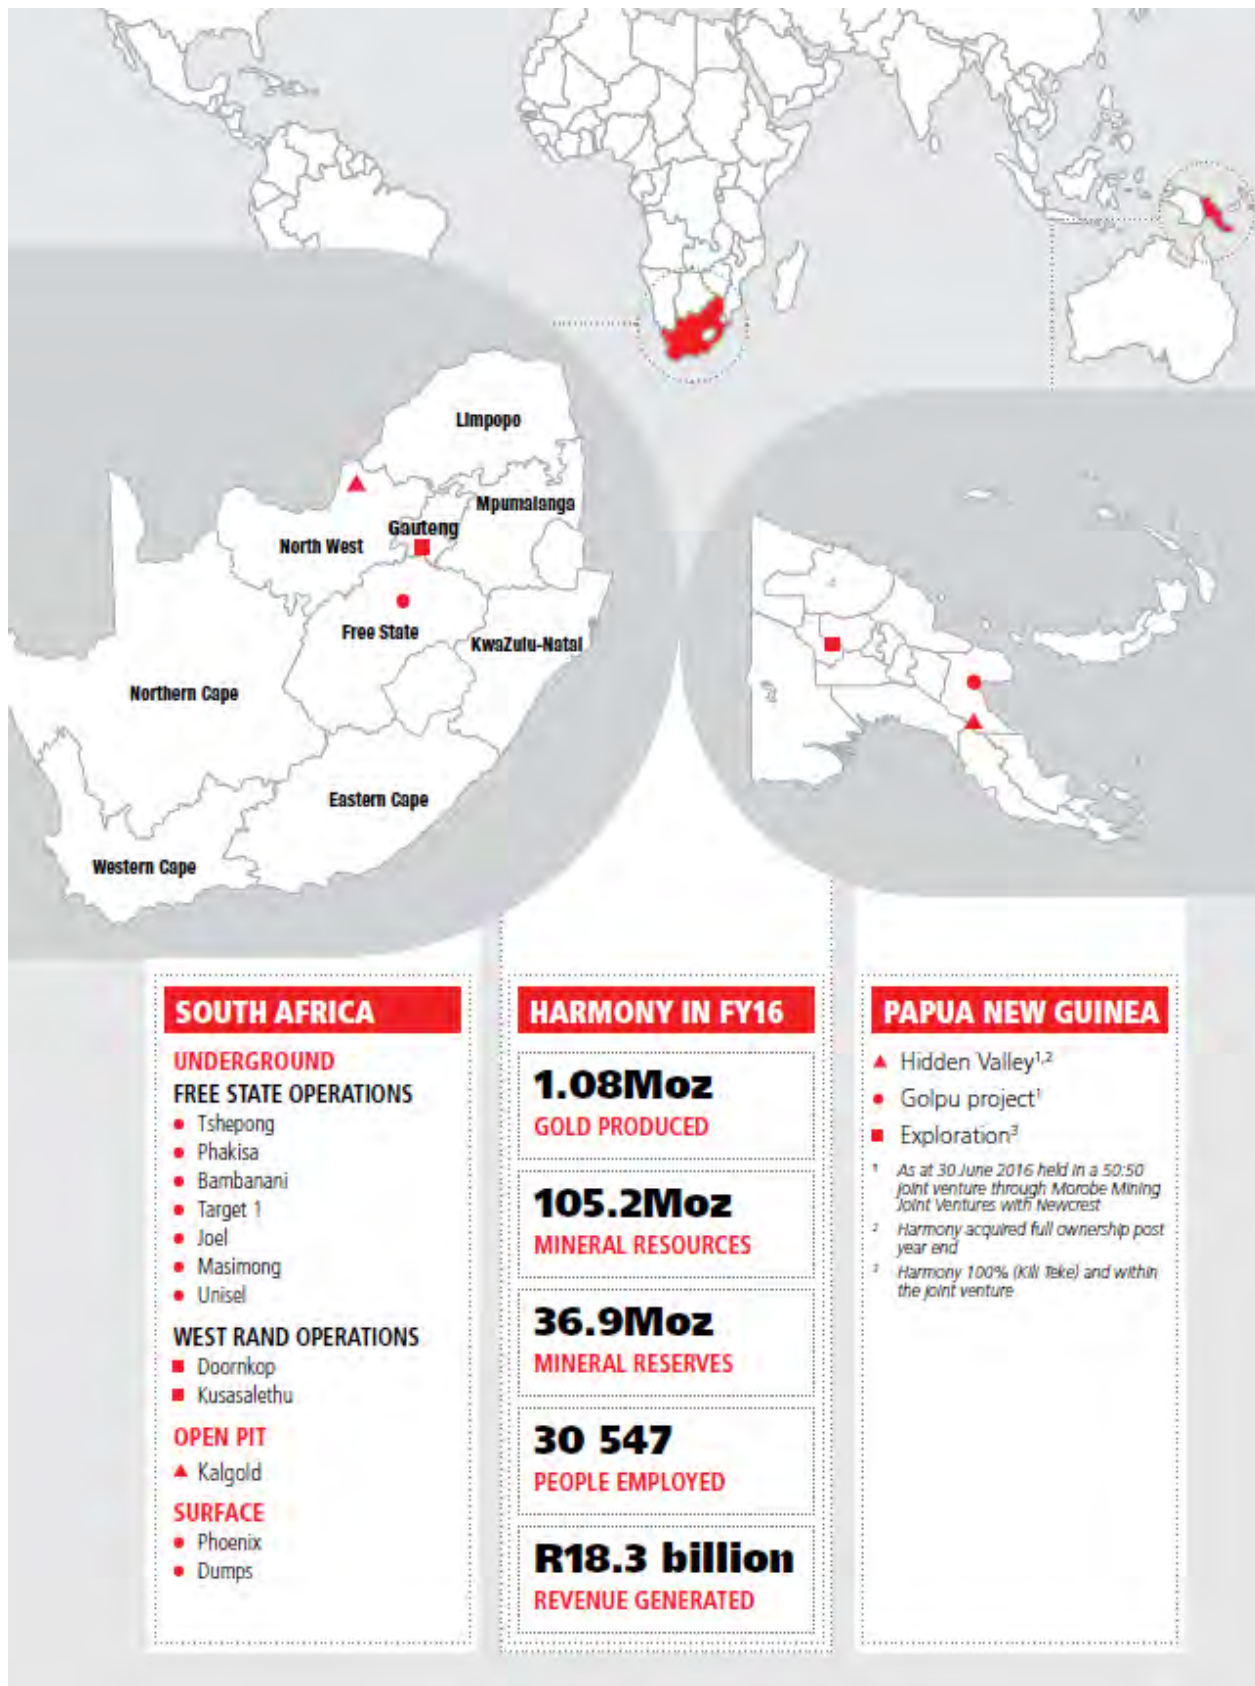 Limpopo
Mpumalanga
Gauteng
North West
Free State
KwaZulu-Natal
Northern Cape
Eastern Cape
Western Cape
SOUTH AFRICA
UNDERGROUND
FREE STATE OPERATIONS
Tshepong
Phakisa
Bambanani
Target 1
Joel
Masimong
Unisel
WEST RAND OPERATIONS
Doornkop
Kusasalethu
OPEN PIT
Kalgold
SURFACE
Phoenix
Dumps
HARMONY IN FY16
1.08Moz
GOLD PRODUCED
105.2Moz
MINERAL RESOURCES
36.9Moz
MINERAL RESERVES
30 547
PEOPLE EMPLOYED
R18.3 billion
REVENUE GENERATED
PAPUA NEW GUINEA
Hidden Valley¹,²
Golpu project¹
Exploration³
¹ As at 30 June 2016 held in a 50:50
joint venture through Morobe Mining
Joint Ventures with Newcrest
² Harmony acquired full ownership post
year end
³ Harmony 100% (Kili Teke) and within
the joint venture